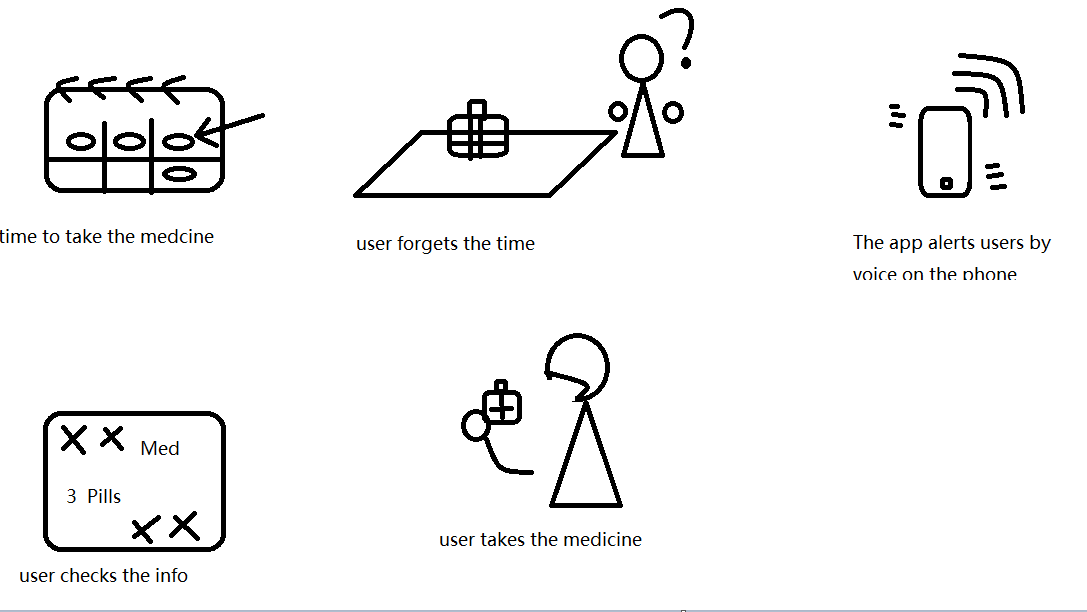 time to take the medcine
user forgets the time
The app alerts users by
voice on the phone
Med
3 Pills
user checks the info
user takes the medicine